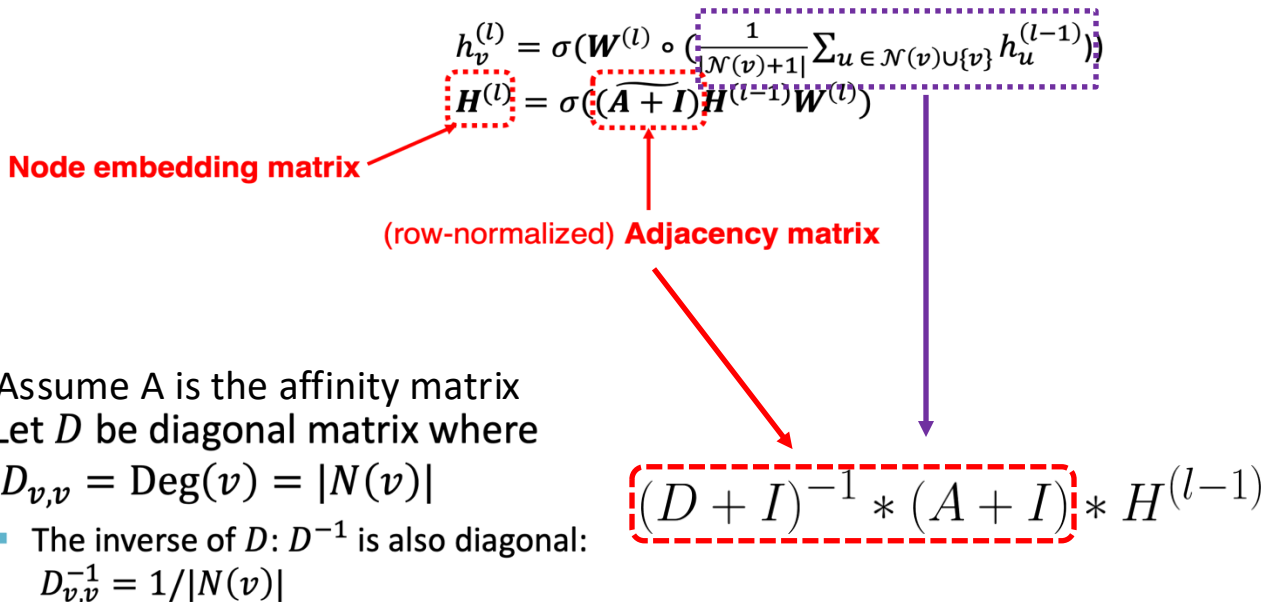 h_v^{(l)} = σ(W^{(l)} ∘ (1/|𝒩(v)+1| ∑_{u ∈ 𝒩(v)∪{v}} h_u^{(l−1)}))
H^{(l)} = σ((\widetilde{A + I})H^{(l−1)}W^{(l)})
Node embedding matrix
(row-normalized) Adjacency matrix
Assume A is the affinity matrix
Let D be diagonal matrix where
D_{v,v} = Deg(v) = |N(v)|
(D + I)^{−1} * (A + I) * H^{(l−1)}
▪ The inverse of D: D^{−1} is also diagonal:
D_{v,v}^{−1} = 1/|N(v)|